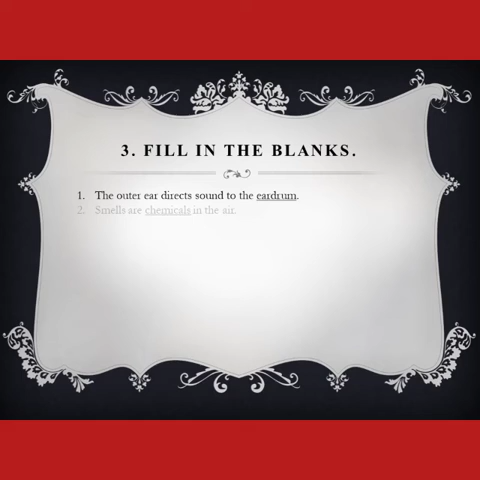 3. FILL IN THE BLANKS.
1. The outer ear directs sound to the eardrum.
2. Smells are chemicals in the air.